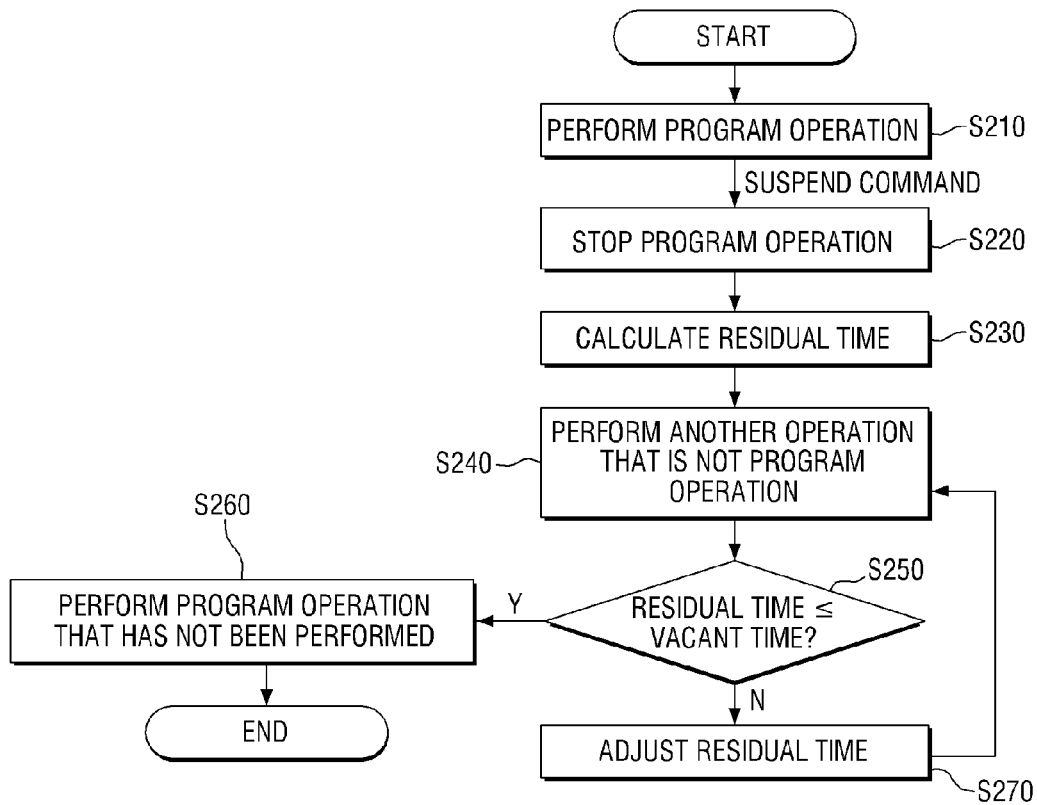 START
PERFORM PROGRAM OPERATION
S210
SUSPEND COMMAND
STOP PROGRAM OPERATION
S220
CALCULATE RESIDUAL TIME
S230
PERFORM ANOTHER OPERATION
THAT IS NOT PROGRAM
OPERATION
S240
S250
RESIDUAL TIME ≦
VACANT TIME?
Y
S260
PERFORM PROGRAM OPERATION
THAT HAS NOT BEEN PERFORMED
END
N
ADJUST RESIDUAL TIME
S270